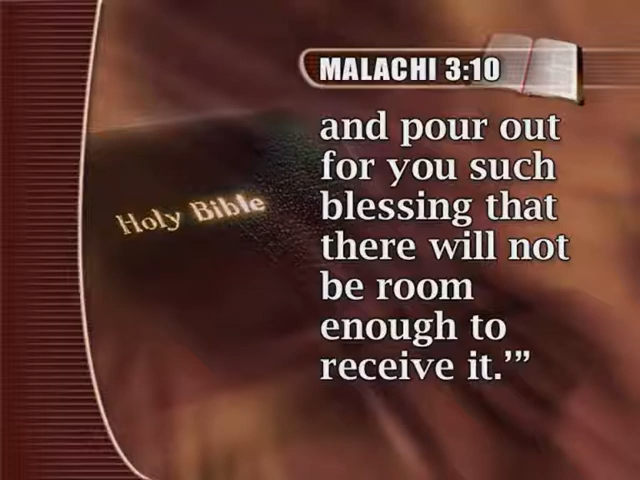 MALACHI 3:10
and pour out
for you such
blessing that
there will not
be room
enough to
receive it.’”
Holy Bible